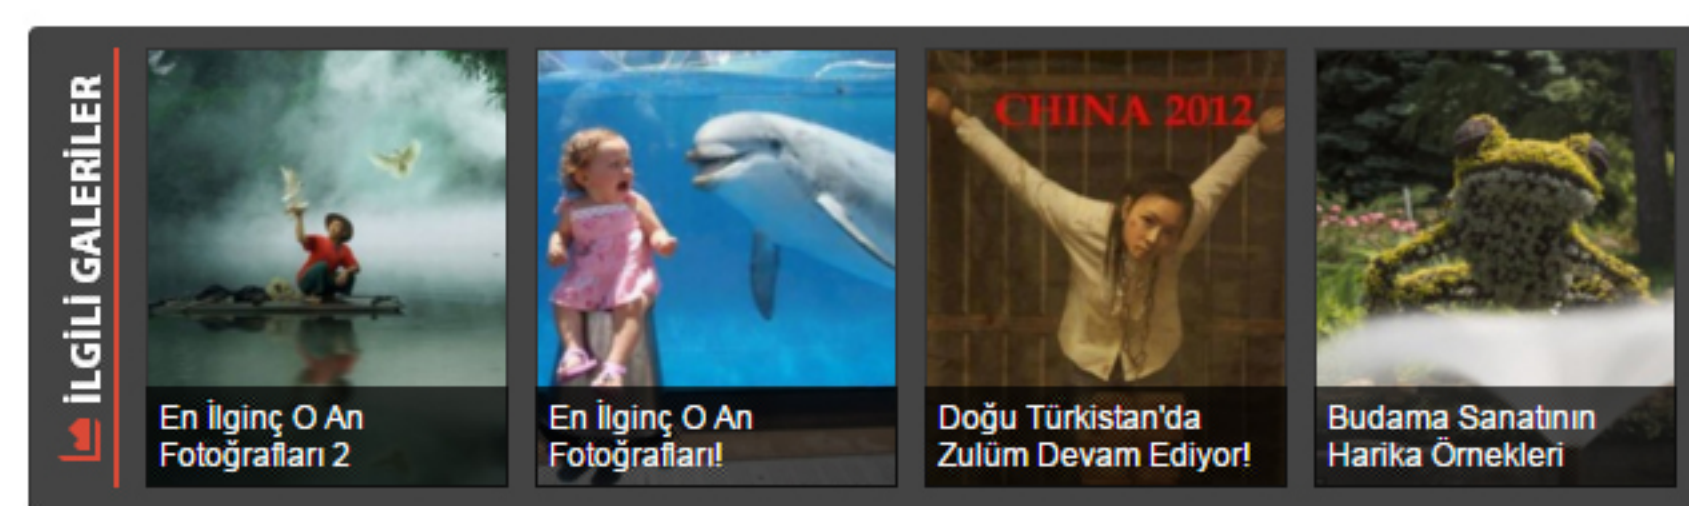 İLGİLİ GALERİLER
En İlginç O An
Fotoğrafları 2
En İlginç O An
Fotoğrafları!
CHINA 2012
Doğu Türkistan'da
Zulüm Devam Ediyor!
Budama Sanatının
Harika Örnekleri